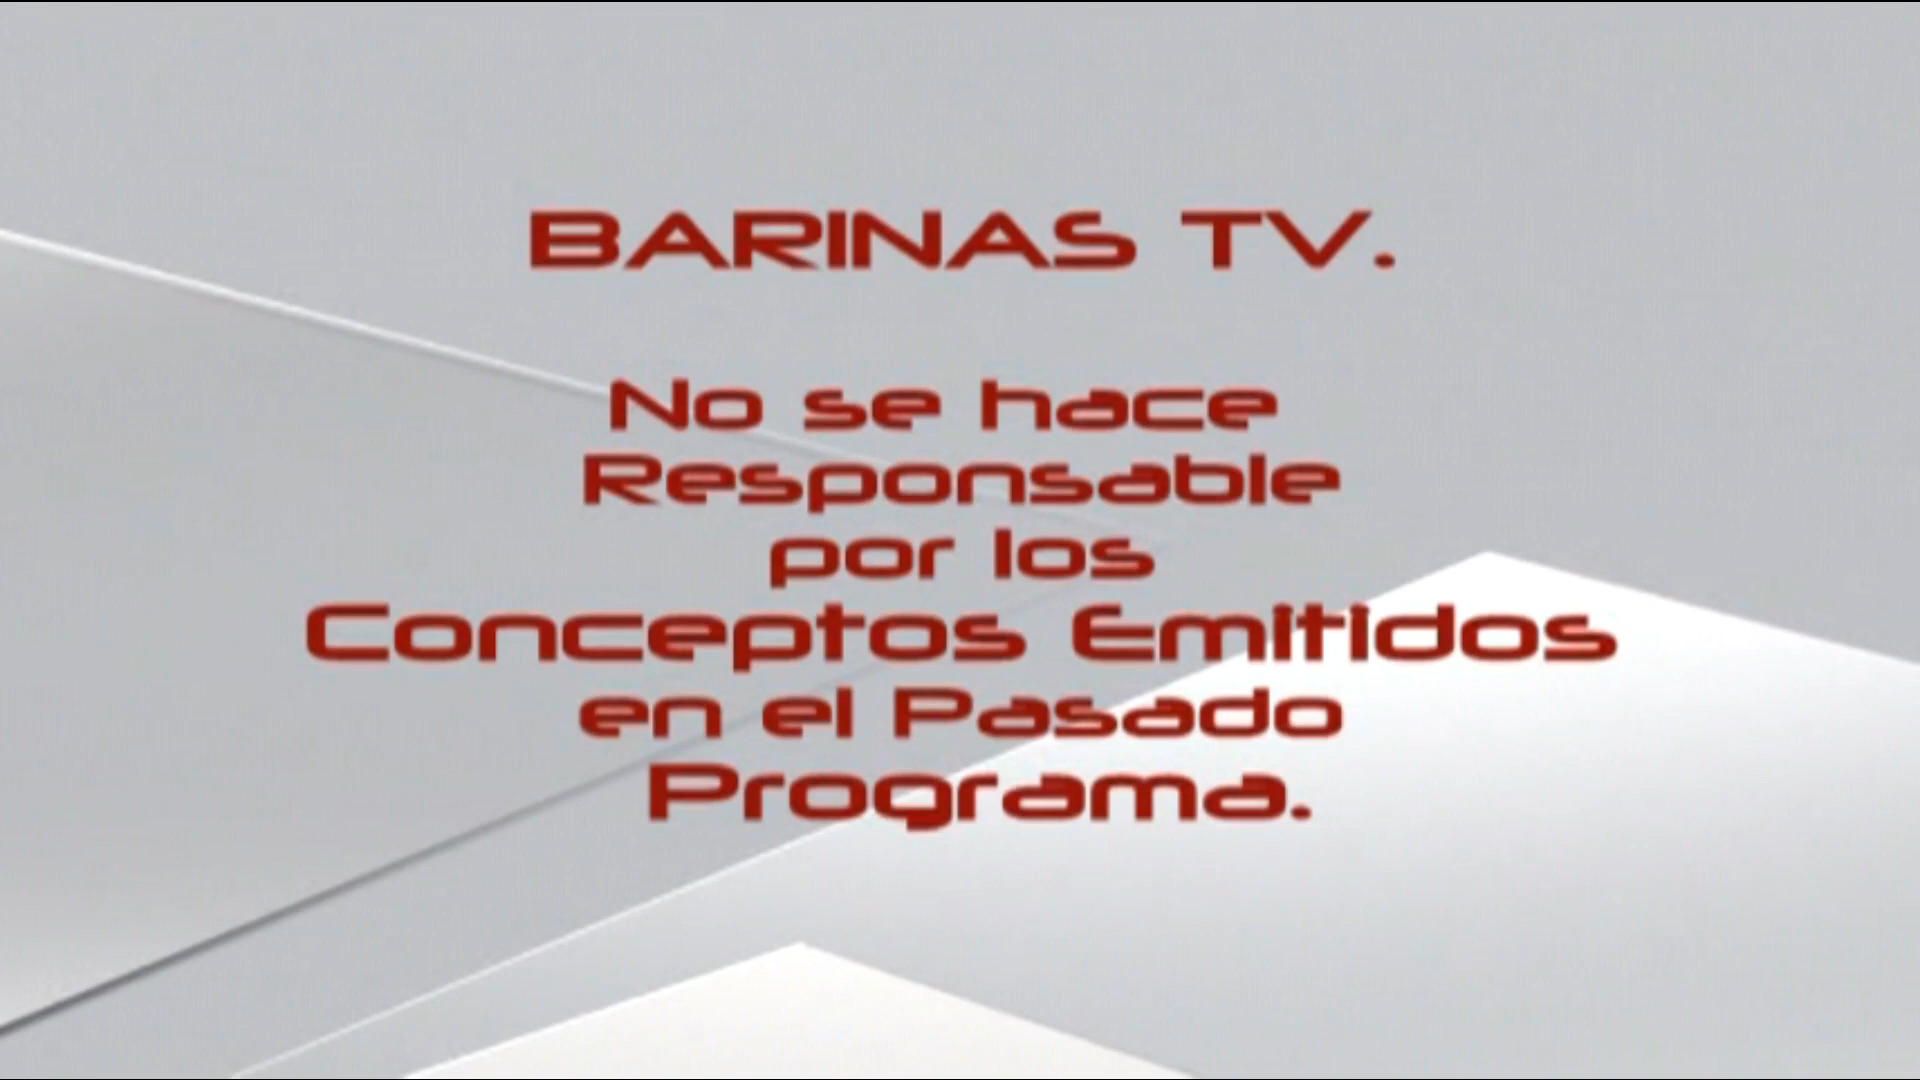 BARINAS TV.
No se hace
Responsable
por los
Conceptos Emitidos
en el Pasado
Programa.